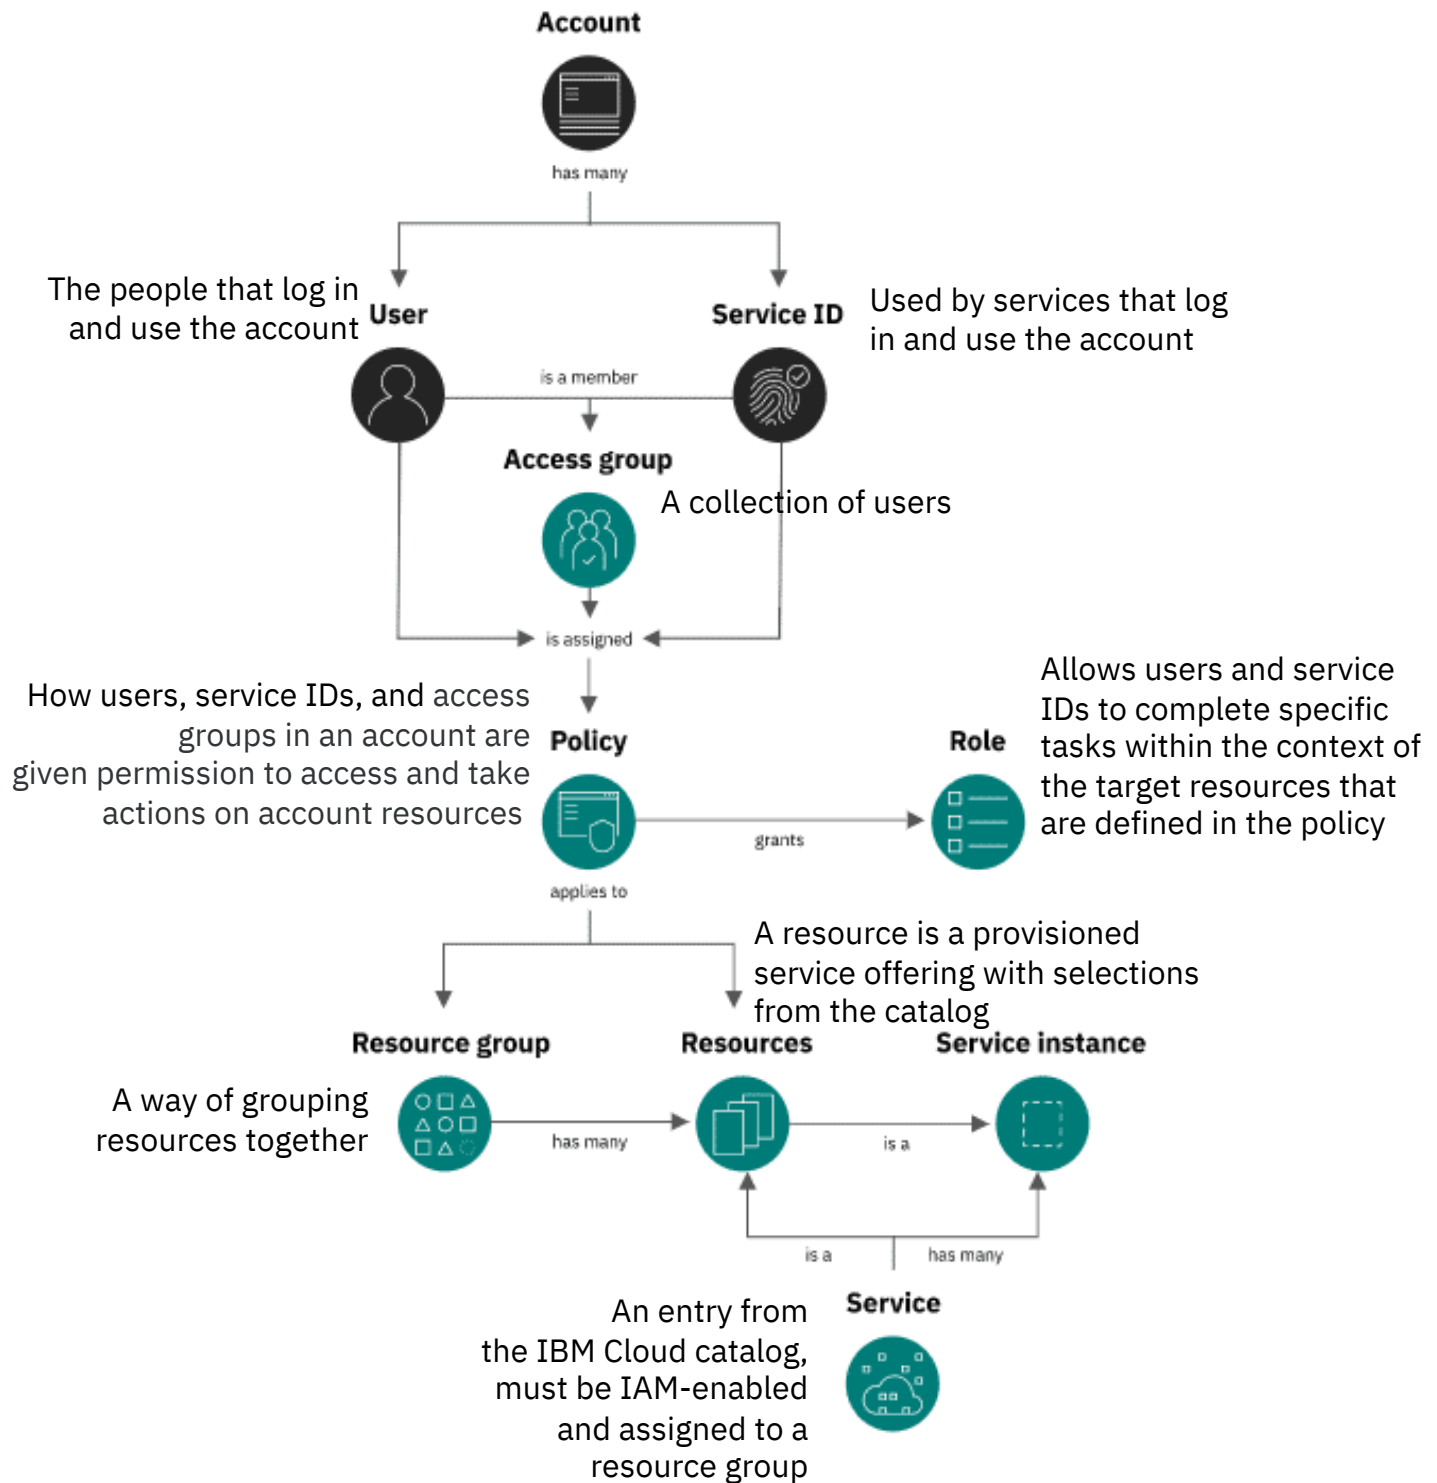 Account
has many
The people that log in
and use the account
User
Service ID
Used by services that log
in and use the account
is a member
Access group
A collection of users
is assigned
How users, service IDs, and access
groups in an account are
given permission to access and take
actions on account resources
Policy
Role
Allows users and service
IDs to complete specific
tasks within the context of
the target resources that
are defined in the policy
grants
applies to
A resource is a provisioned
service offering with selections
from the catalog
Resource group
Resources
Service instance
A way of grouping
resources together
has many
is a
is a
has many
Service
An entry from
the IBM Cloud catalog,
must be IAM-enabled
and assigned to a
resource group